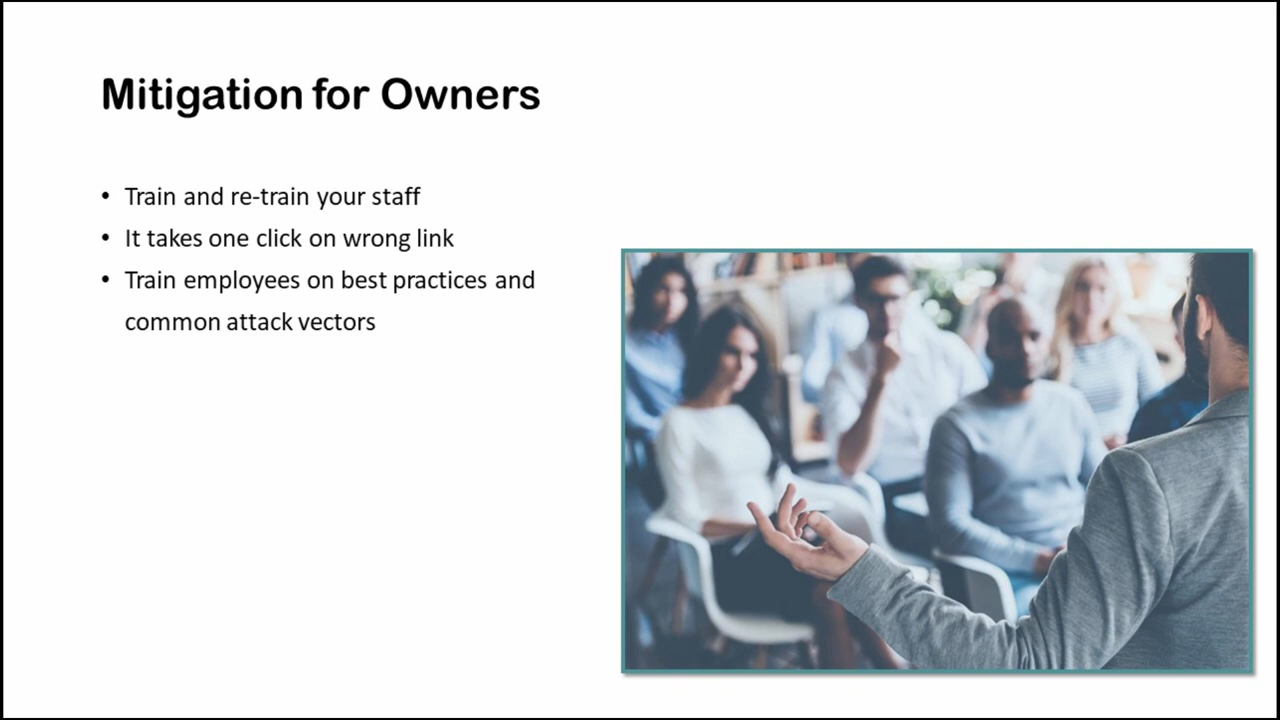 Mitigation for Owners
• Train and re-train your staff
• It takes one click on wrong link
• Train employees on best practices and
common attack vectors